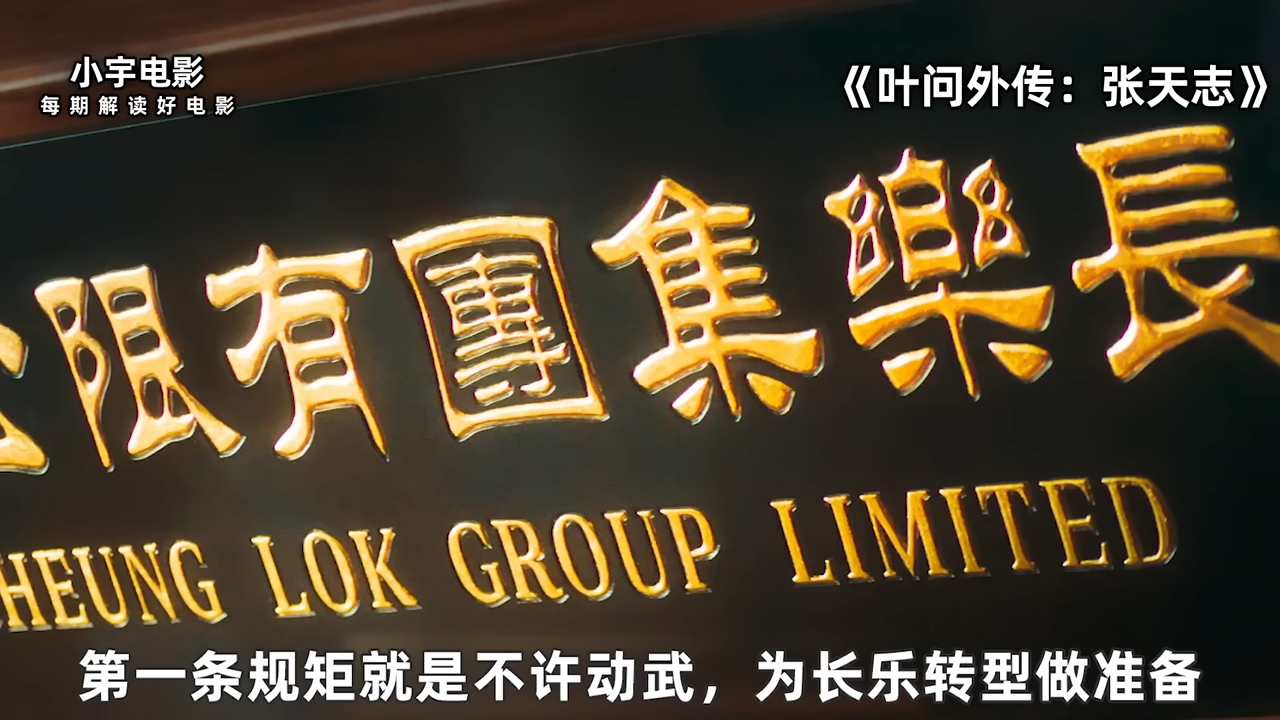 小宇电影
每期解读好电影
《叶问外传：张天志》
長樂集團有限
HEUNG LOK GROUP LIMITED
第一条规矩就是不许动武，为长乐转型做准备